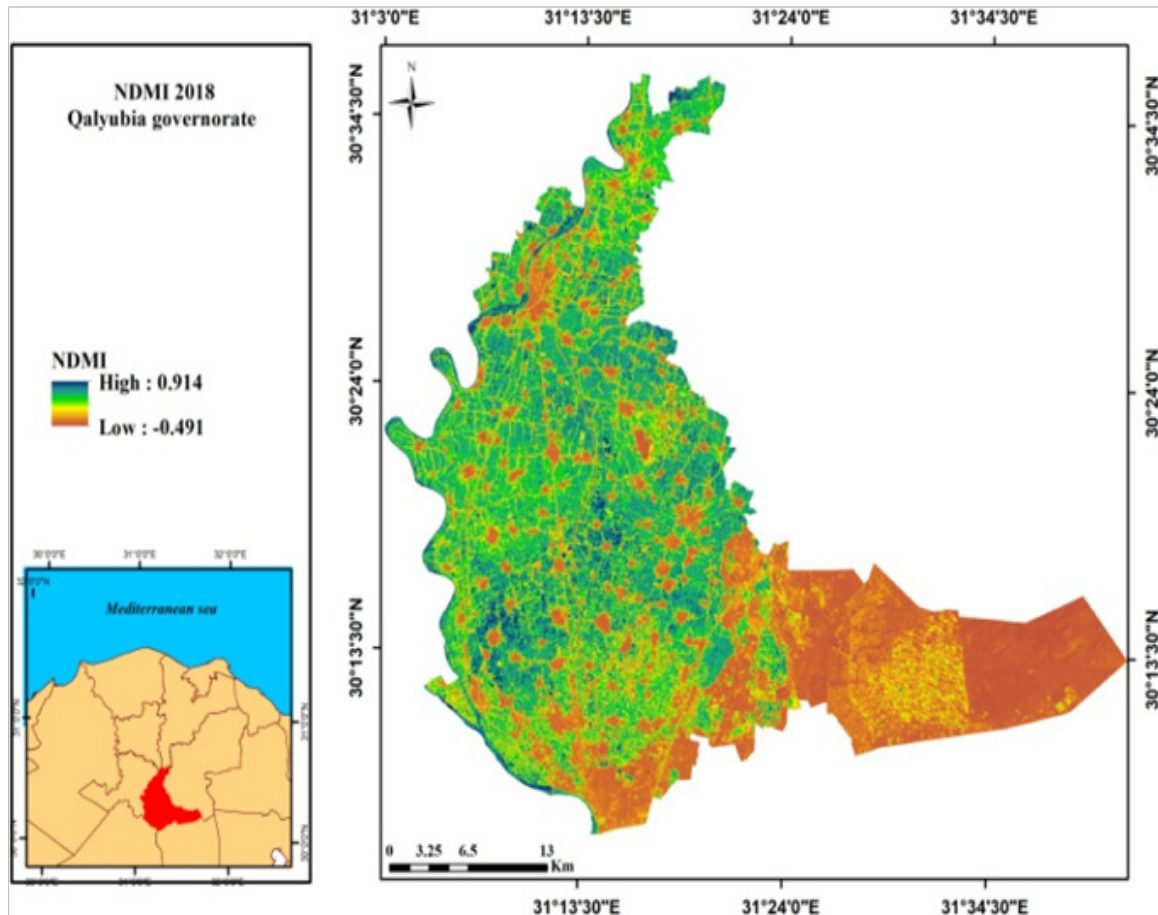 NDMI 2018
Qalyubia governorate
NDMI
High : 0.914
Low : -0.491
30°0'0"E 31°0'0"E 32°0'0"E
Mediterranean sea
31°3'0"E 31°13'30"E 31°24'0"E 31°34'30"E
N
30°34'30"N
30°24'0"N
30°13'30"N
30°34'30"N
30°24'0"N
30°13'30"N
0 3.25 6.5 13
Km
31°13'30"E 31°24'0"E 31°34'30"E